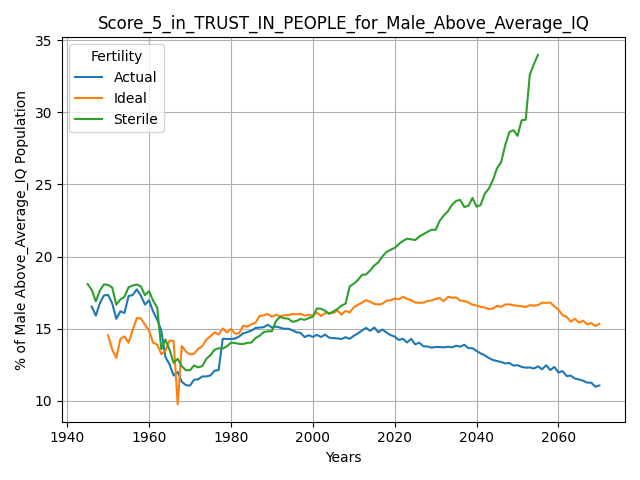 Score_5_in_TRUST_IN_PEOPLE_for_Male_Above_Average_IQ
% of Male Above_Average_IQ Population
35
30
25
20
15
10
Fertility
Actual
Ideal
Sterile
1940
1960
1980
2000
2020
2040
2060
Years